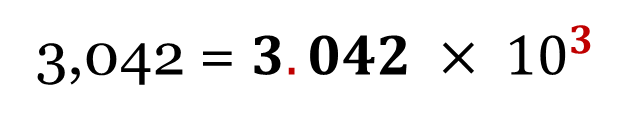 3,042 = 3.042 × 10³